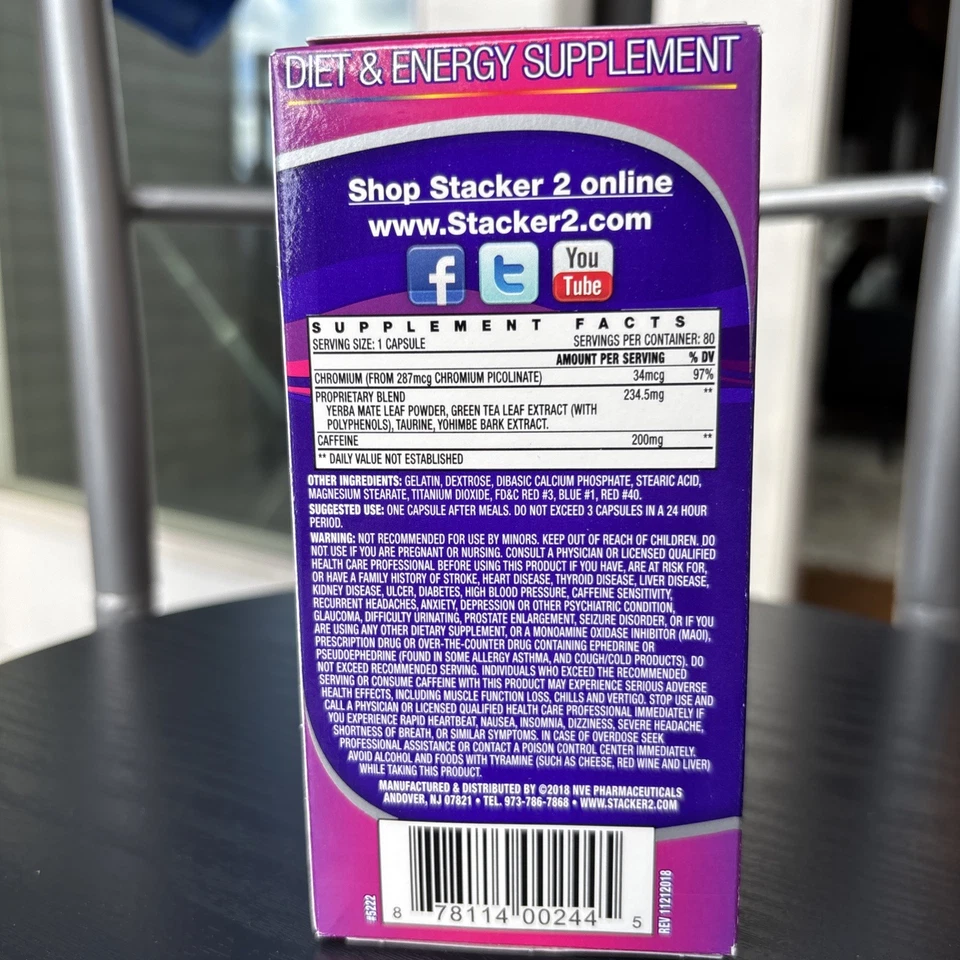 DIET & ENERGY SUPPLEMENT
Shop Stacker 2 online
www.Stacker2.com
f t You
Tube
SUPPLEMENT FACTS
SERVING SIZE: 1 CAPSULE SERVINGS PER CONTAINER: 80
AMOUNT PER SERVING % DV
CHROMIUM (FROM 287mcg CHROMIUM PICOLINATE) 34mcg 97%
PROPRIETARY BLEND 234.5mg **
YERBA MATE LEAF POWDER, GREEN TEA LEAF EXTRACT (WITH
POLYPHENOLS), TAURINE, YOHIMBE BARK EXTRACT.
CAFFEINE 200mg **
** DAILY VALUE NOT ESTABLISHED
OTHER INGREDIENTS: GELATIN, DEXTROSE, DIBASIC CALCIUM PHOSPHATE, STEARIC ACID,
MAGNESIUM STEARATE, TITANIUM DIOXIDE, FD&C RED #3, BLUE #1, RED #40.
SUGGESTED USE: ONE CAPSULE AFTER MEALS. DO NOT EXCEED 3 CAPSULES IN A 24 HOUR
PERIOD.
WARNING: NOT RECOMMENDED FOR USE BY MINORS. KEEP OUT OF REACH OF CHILDREN. DO
NOT USE IF YOU ARE PREGNANT OR NURSING. CONSULT A PHYSICIAN OR LICENSED QUALIFIED
HEALTH CARE PROFESSIONAL BEFORE USING THIS PRODUCT IF YOU HAVE, ARE AT RISK FOR,
OR HAVE A FAMILY HISTORY OF STROKE, HEART DISEASE, THYROID DISEASE, LIVER DISEASE,
KIDNEY DISEASE, ULCER, DIABETES, HIGH BLOOD PRESSURE, CAFFEINE SENSITIVITY,
RECURRENT HEADACHES, ANXIETY, DEPRESSION OR OTHER PSYCHIATRIC CONDITION,
GLAUCOMA, DIFFICULTY URINATING, PROSTATE ENLARGEMENT, SEIZURE DISORDER, OR IF YOU
ARE USING ANY OTHER DIETARY SUPPLEMENT, OR A MONOAMINE OXIDASE INHIBITOR (MAOI),
PRESCRIPTION DRUG OR OVER-THE-COUNTER DRUG CONTAINING EPHEDRINE OR
PSEUDOEPHEDRINE (FOUND IN SOME ALLERGY ASTHMA, AND COUGH/COLD PRODUCTS). DO
NOT EXCEED RECOMMENDED SERVING. INDIVIDUALS WHO EXCEED THE RECOMMENDED
SERVING OR CONSUME CAFFEINE WITH THIS PRODUCT MAY EXPERIENCE SERIOUS ADVERSE
HEALTH EFFECTS, INCLUDING MUSCLE FUNCTION LOSS, CHILLS AND VERTIGO. STOP USE AND
CALL A PHYSICIAN OR LICENSED QUALIFIED HEALTH CARE PROFESSIONAL IMMEDIATELY IF
YOU EXPERIENCE RAPID HEARTBEAT, NAUSEA, INSOMNIA, DIZZINESS, SEVERE HEADACHE,
SHORTNESS OF BREATH, OR SIMILAR SYMPTOMS. IN CASE OF OVERDOSE SEEK
PROFESSIONAL ASSISTANCE OR CONTACT A POISON CONTROL CENTER IMMEDIATELY.
AVOID ALCOHOL AND FOODS WITH TYRAMINE (SUCH AS CHEESE, RED WINE AND LIVER)
WHILE TAKING THIS PRODUCT.
MANUFACTURED & DISTRIBUTED BY ©2018 NVE PHARMACEUTICALS
ANDOVER, NJ 07821 • TEL. 973-786-7868 • WWW.STACKER2.COM
#5222
8 78114 00244 5
REV 11212018